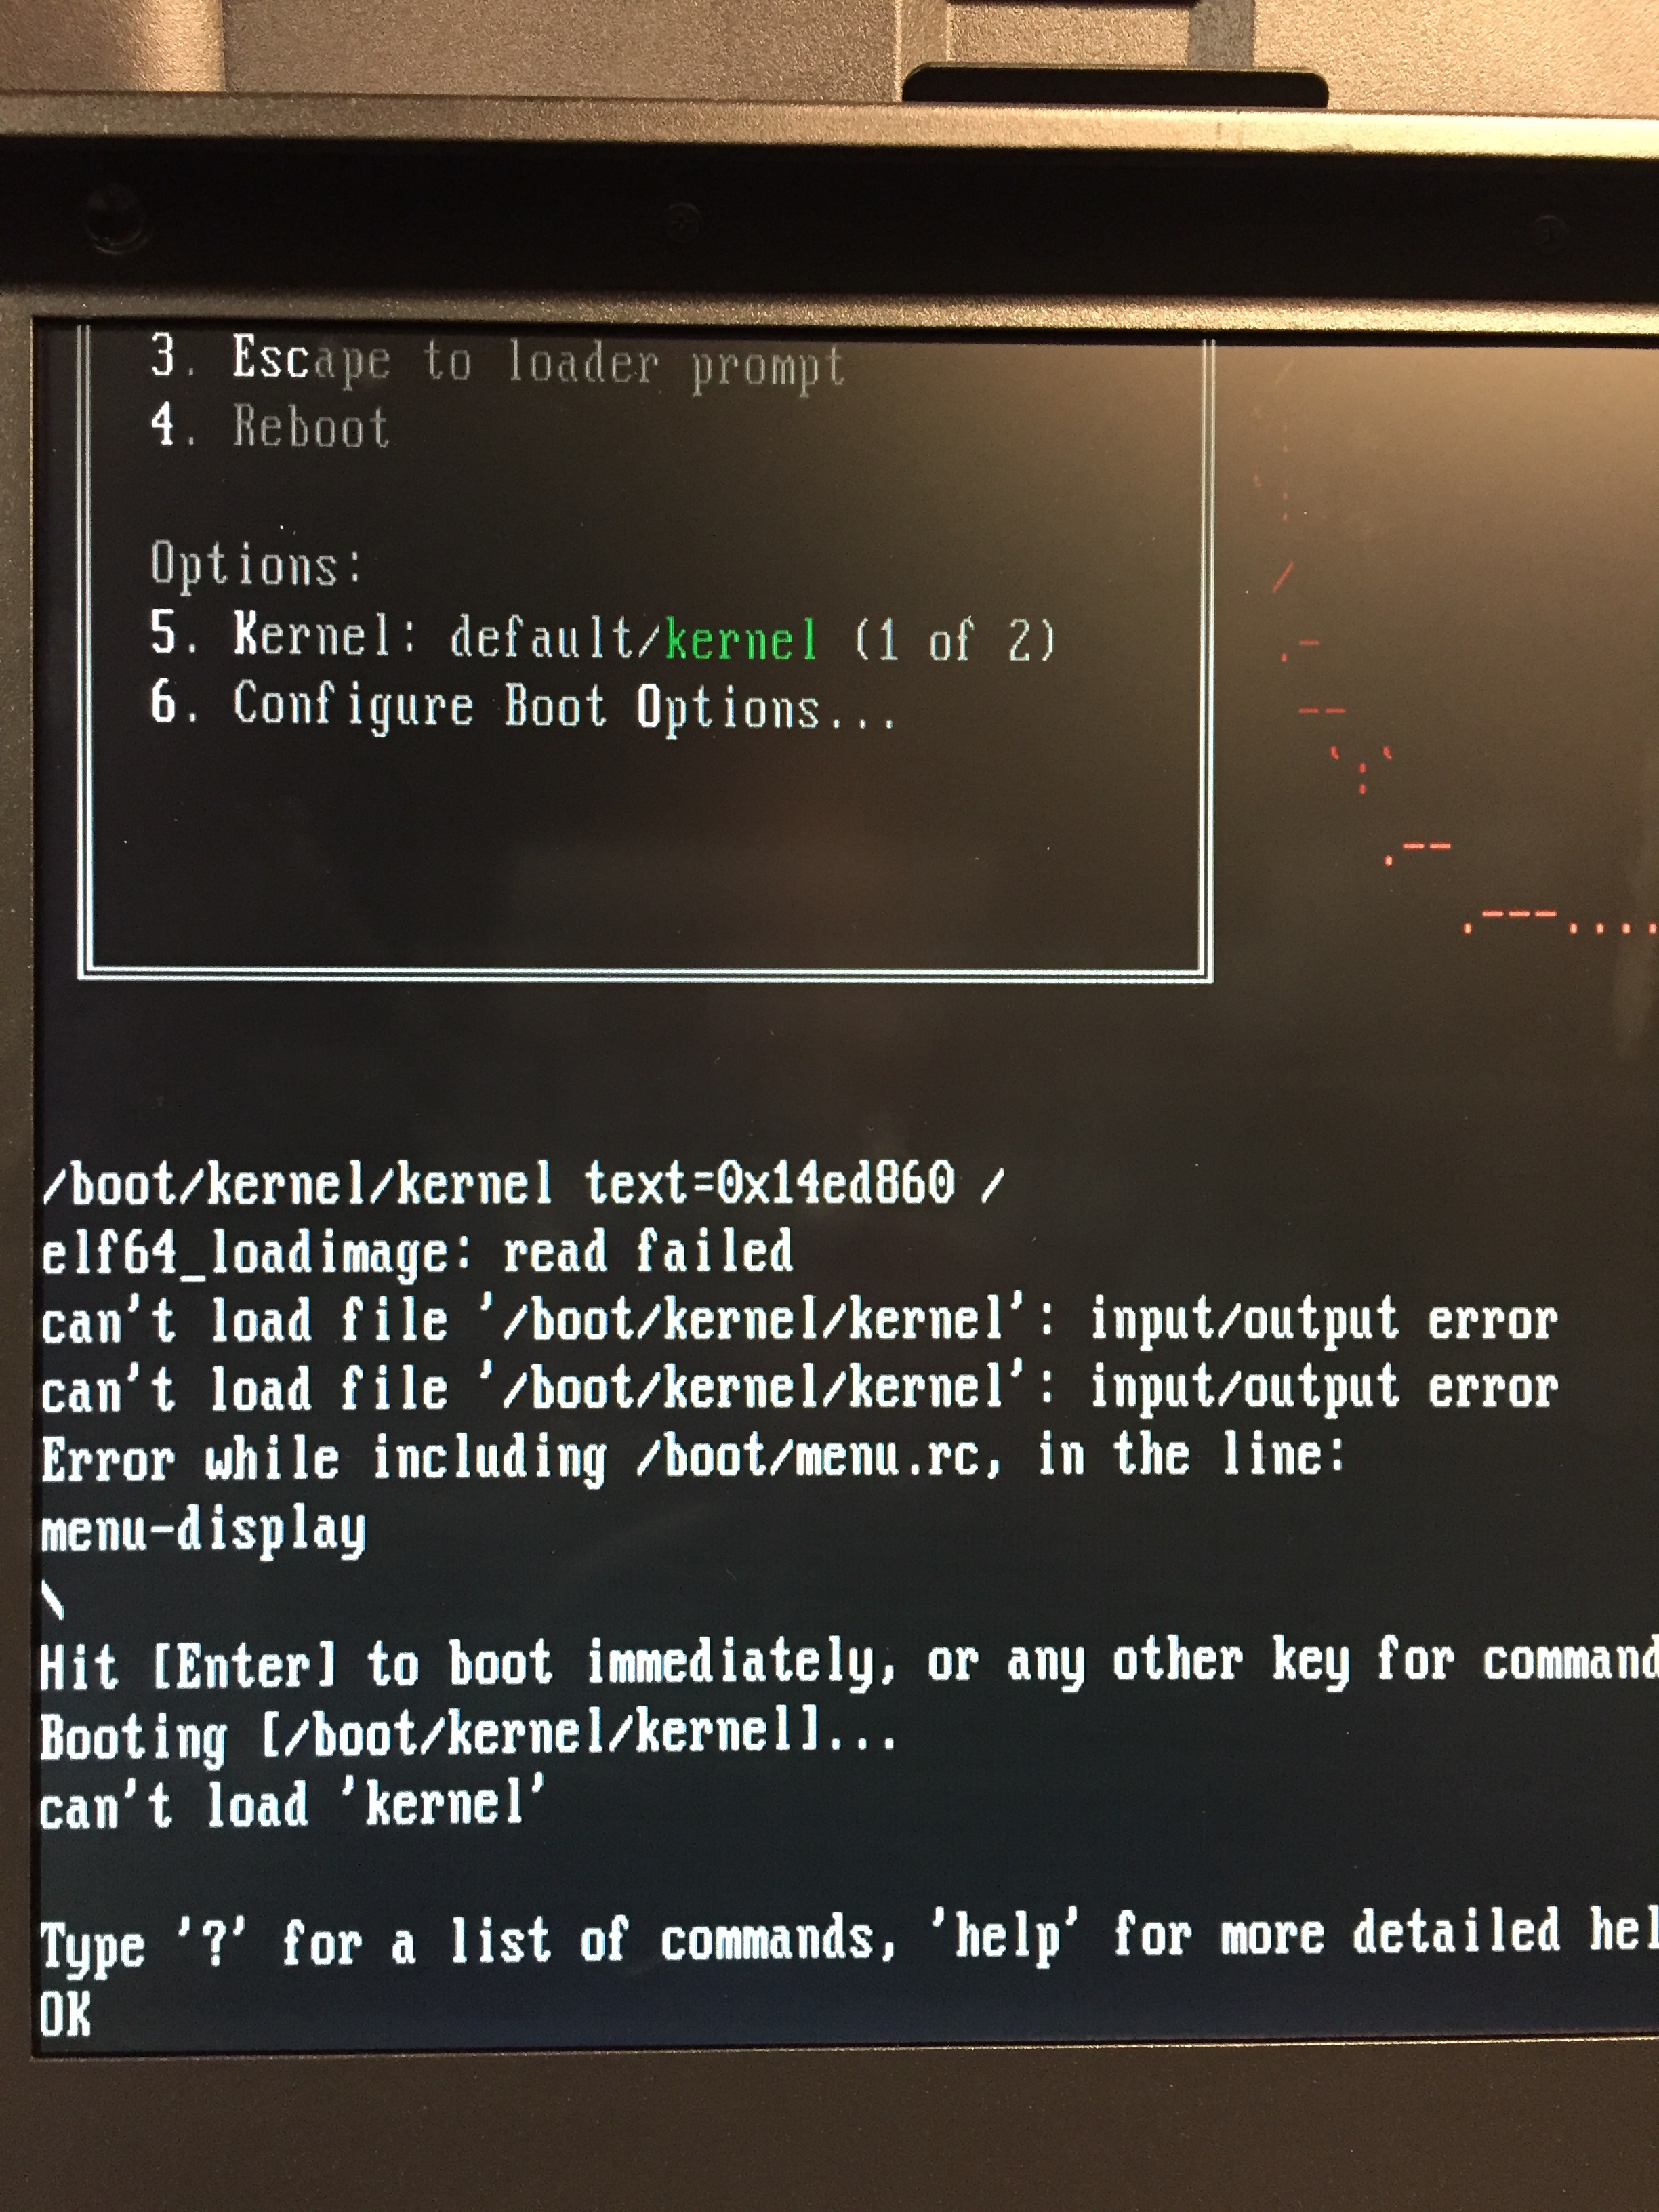 3. Escape to loader prompt
4. Reboot
Options:
5. Kernel: default/kernel (1 of 2)
6. Configure Boot Options...
/boot/kernel/kernel text=0x14ed860 /
elf64_loadimage: read failed
can't load file '/boot/kernel/kernel': input/output error
can't load file '/boot/kernel/kernel': input/output error
Error while including /boot/menu.rc, in the line:
menu-display
\
Hit [Enter] to boot immediately, or any other key for command
Booting [/boot/kernel/kernel]...
can't load 'kernel'
Type '?' for a list of commands, 'help' for more detailed hel
OK